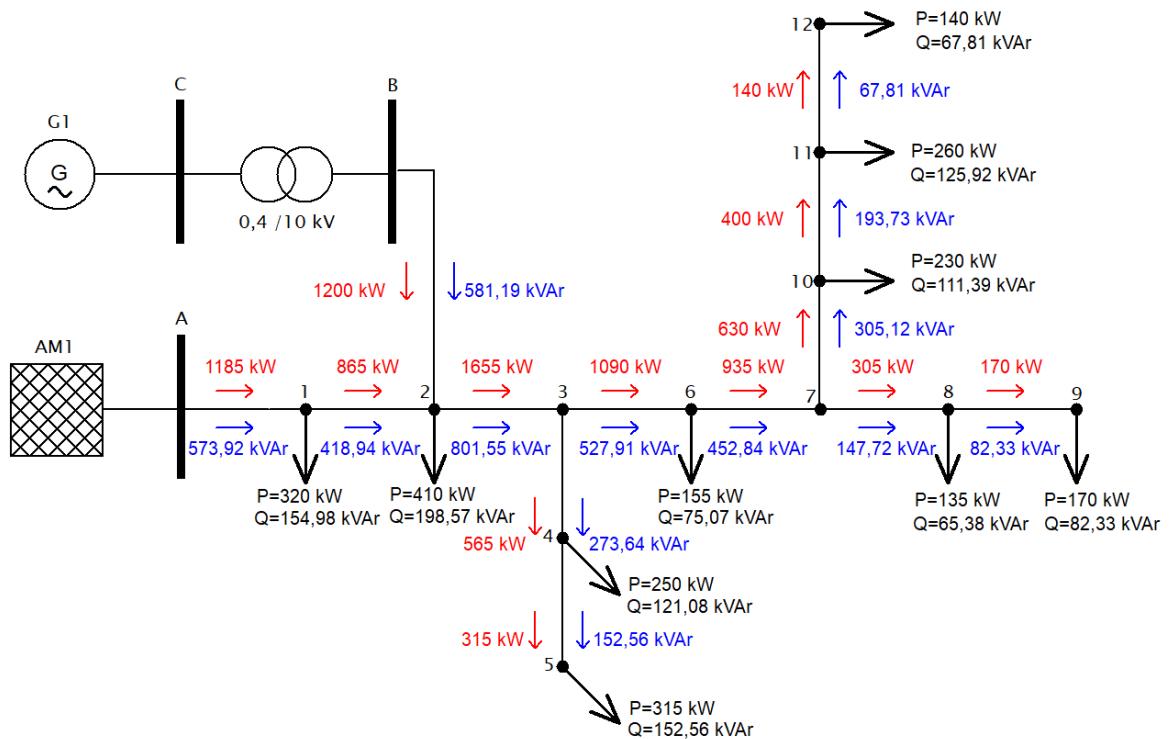 12
P=140 kW
Q=67,81 kVAr
C
B
140 kW
67,81 kVAr
G1
G
11
P=260 kW
Q=125,92 kVAr
0,4 /10 kV
400 kW
193,73 kVAr
1200 kW
581,19 kVAr
10
P=230 kW
Q=111,39 kVAr
A
630 kW
305,12 kVAr
AM1
1185 kW
865 kW
1655 kW
1090 kW
935 kW
305 kW
170 kW
1
2
3
6
7
8
9
573,92 kVAr
418,94 kVAr
801,55 kVAr
527,91 kVAr
452,84 kVAr
147,72 kVAr
82,33 kVAr
P=320 kW
Q=154,98 kVAr
P=410 kW
Q=198,57 kVAr
P=155 kW
Q=75,07 kVAr
P=135 kW
Q=65,38 kVAr
P=170 kW
Q=82,33 kVAr
565 kW
4
273,64 kVAr
P=250 kW
Q=121,08 kVAr
315 kW
152,56 kVAr
5
P=315 kW
Q=152,56 kVAr